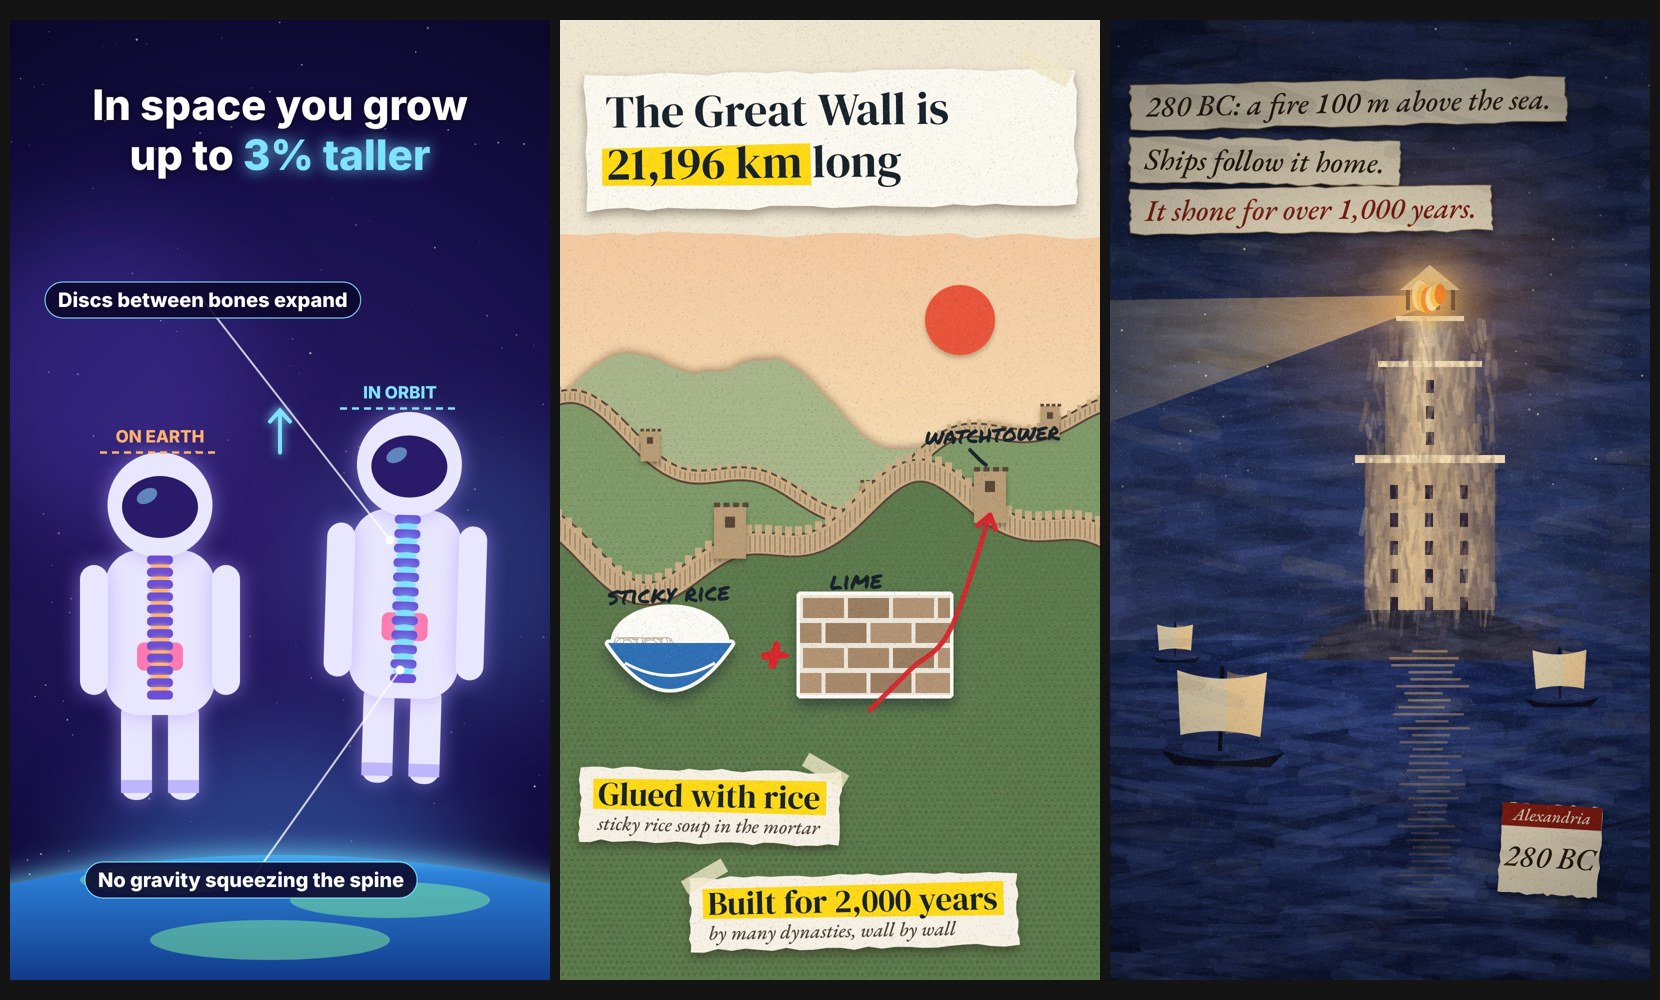 In space you grow
up to 3% taller
Discs between bones expand
IN ORBIT
ON EARTH
No gravity squeezing the spine
The Great Wall is
21,196 km long
WATCHTOWER
STICKY RICE
LIME
Glued with rice
sticky rice soup in the mortar
Built for 2,000 years
by many dynasties, wall by wall
280 BC: a fire 100 m above the sea.
Ships follow it home.
It shone for over 1,000 years.
Alexandria
280 BC